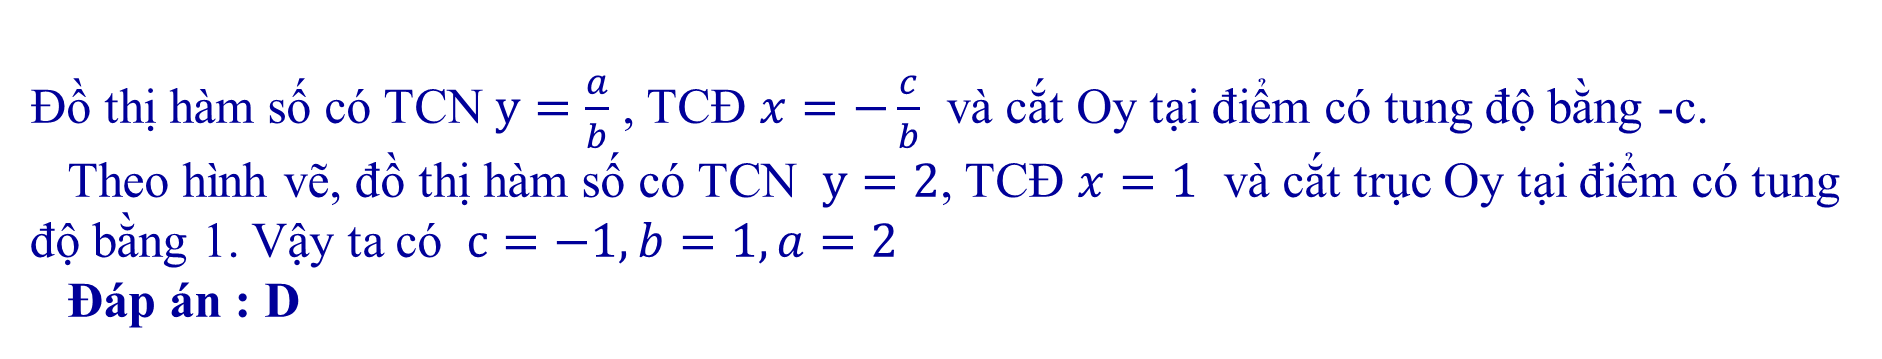 Đồ thị hàm số có TCN y = a/b , TCĐ x = −c/b và cắt Oy tại điểm có tung độ bằng -c.
Theo hình vẽ, đồ thị hàm số có TCN y = 2, TCĐ x = 1 và cắt trục Oy tại điểm có tung
độ bằng 1. Vậy ta có c = −1, b = 1, a = 2
Đáp án : D